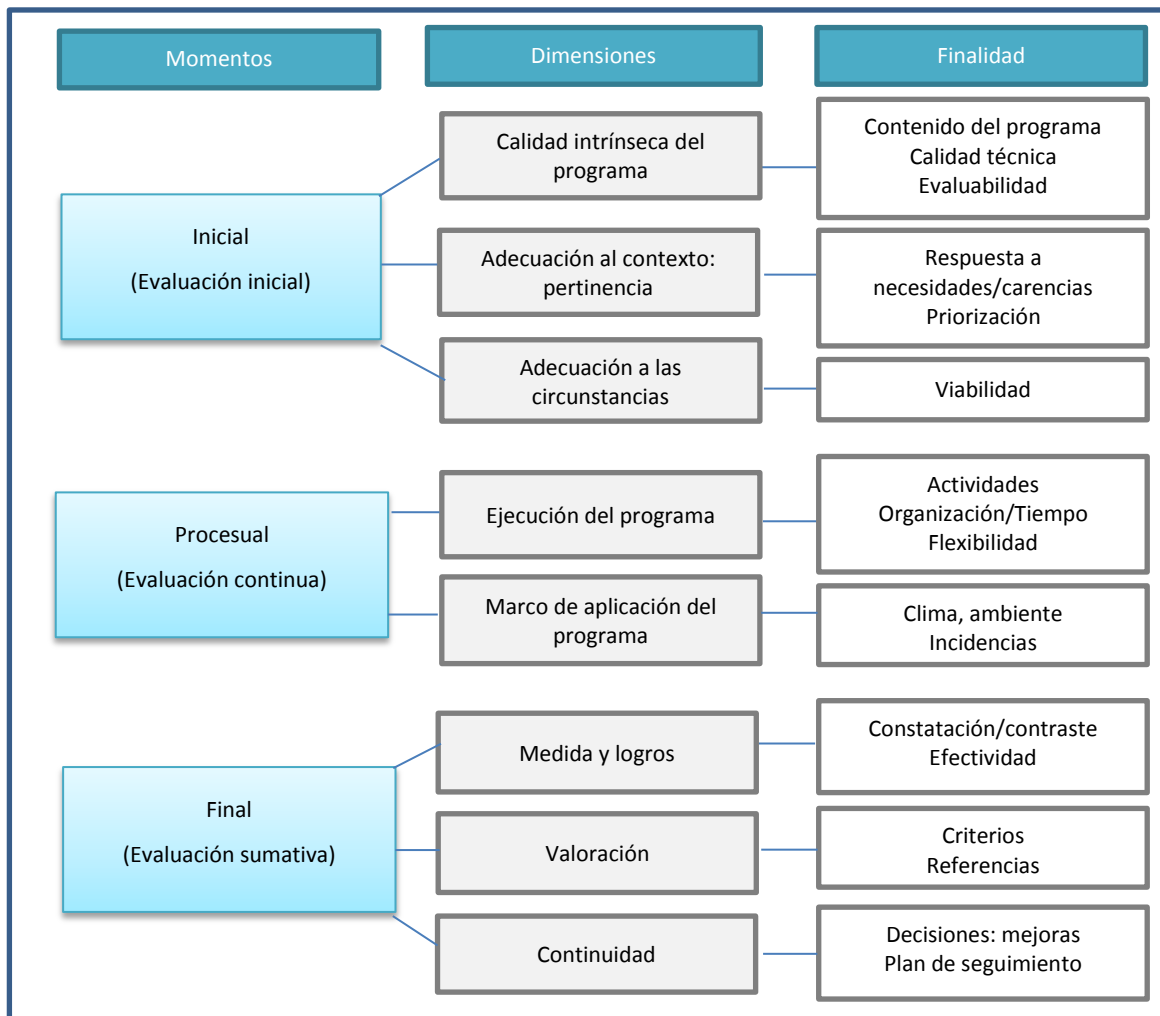 Momentos
Dimensiones
Finalidad
Inicial
(Evaluación inicial)
Calidad intrínseca del
programa
Contenido del programa
Calidad técnica
Evaluabilidad
Adecuación al contexto:
pertinencia
Respuesta a
necesidades/carencias
Priorización
Adecuación a las
circunstancias
Viabilidad
Procesual
(Evaluación continua)
Ejecución del programa
Actividades
Organización/Tiempo
Flexibilidad
Marco de aplicación del
programa
Clima, ambiente
Incidencias
Final
(Evaluación sumativa)
Medida y logros
Constatación/contraste
Efectividad
Valoración
Criterios
Referencias
Continuidad
Decisiones: mejoras
Plan de seguimiento